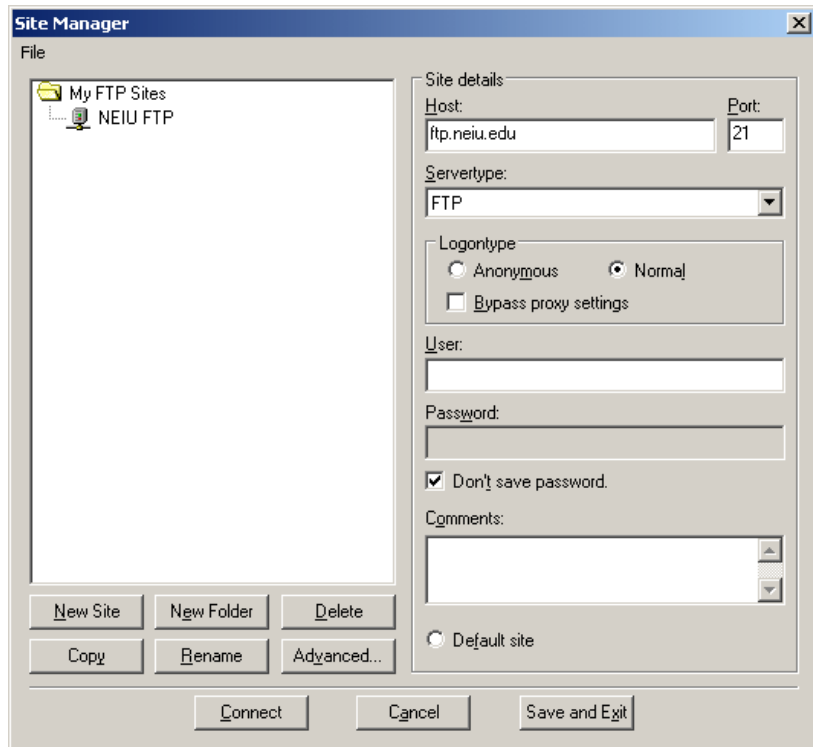 Site Manager
File
My FTP Sites
NEIU FTP
New Site
New Folder
Delete
Copy
Rename
Advanced...
Site details
Host:
Port:
ftp.neiu.edu
21
Servertype:
FTP
Logontype
Anonymous
Normal
Bypass proxy settings
User:
Password:
Don't save password.
Comments:
Default site
Connect
Cancel
Save and Exit